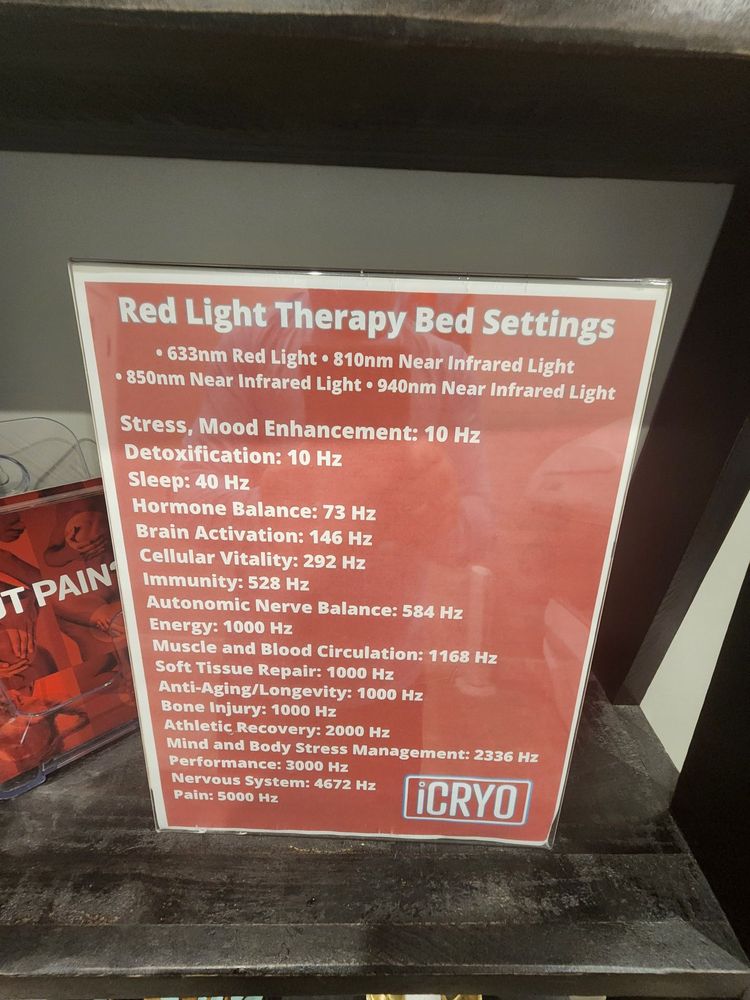 Red Light Therapy Bed Settings
• 633nm Red Light • 810nm Near Infrared Light
• 850nm Near Infrared Light • 940nm Near Infrared Light
Stress, Mood Enhancement: 10 Hz
Detoxification: 10 Hz
Sleep: 40 Hz
Hormone Balance: 73 Hz
Brain Activation: 146 Hz
Cellular Vitality: 292 Hz
Immunity: 528 Hz
Autonomic Nerve Balance: 584 Hz
Energy: 1000 Hz
Muscle and Blood Circulation: 1168 Hz
Soft Tissue Repair: 1000 Hz
Anti-Aging/Longevity: 1000 Hz
Bone Injury: 1000 Hz
Athletic Recovery: 2000 Hz
Mind and Body Stress Management: 2336 Hz
Performance: 3000 Hz
Nervous System: 4672 Hz
Pain: 5000 Hz
iCRYO
PAIN?